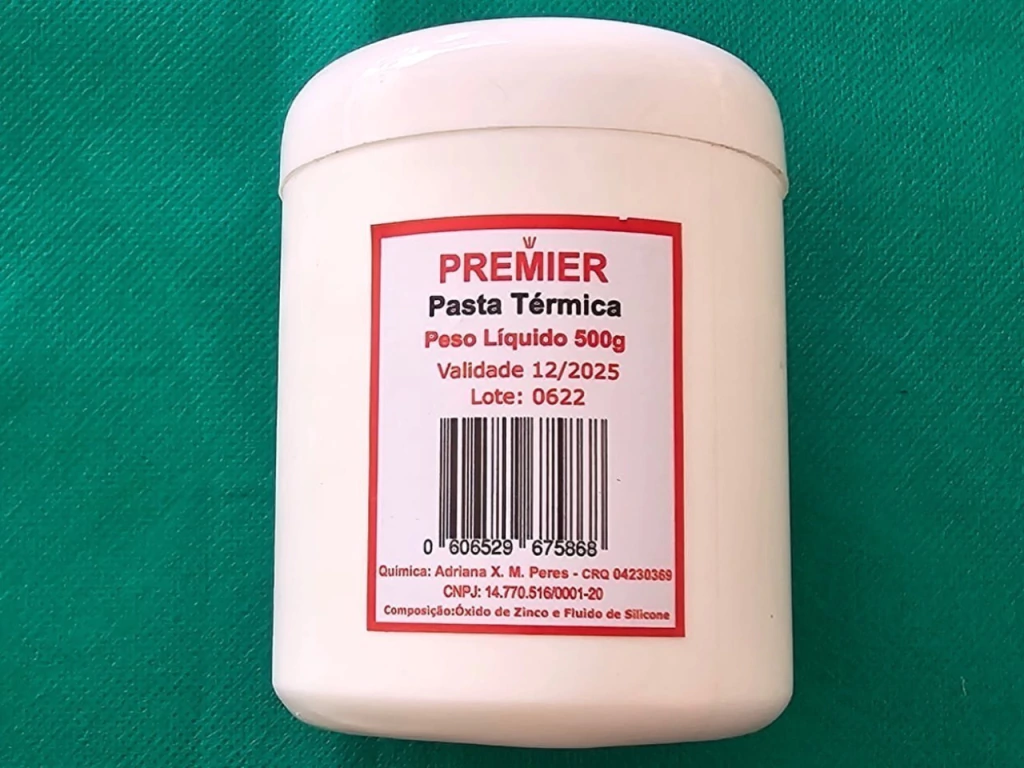 PREMIER
Pasta Térmica
Peso Líquido 500g
Validade 12/2025
Lote: 0622
0 606529 675868
Química: Adriana X. M. Peres - CRQ 04230369
CNPJ: 14.770.516/0001-20
Composição:Óxido de Zinco e Fluido de Silicone